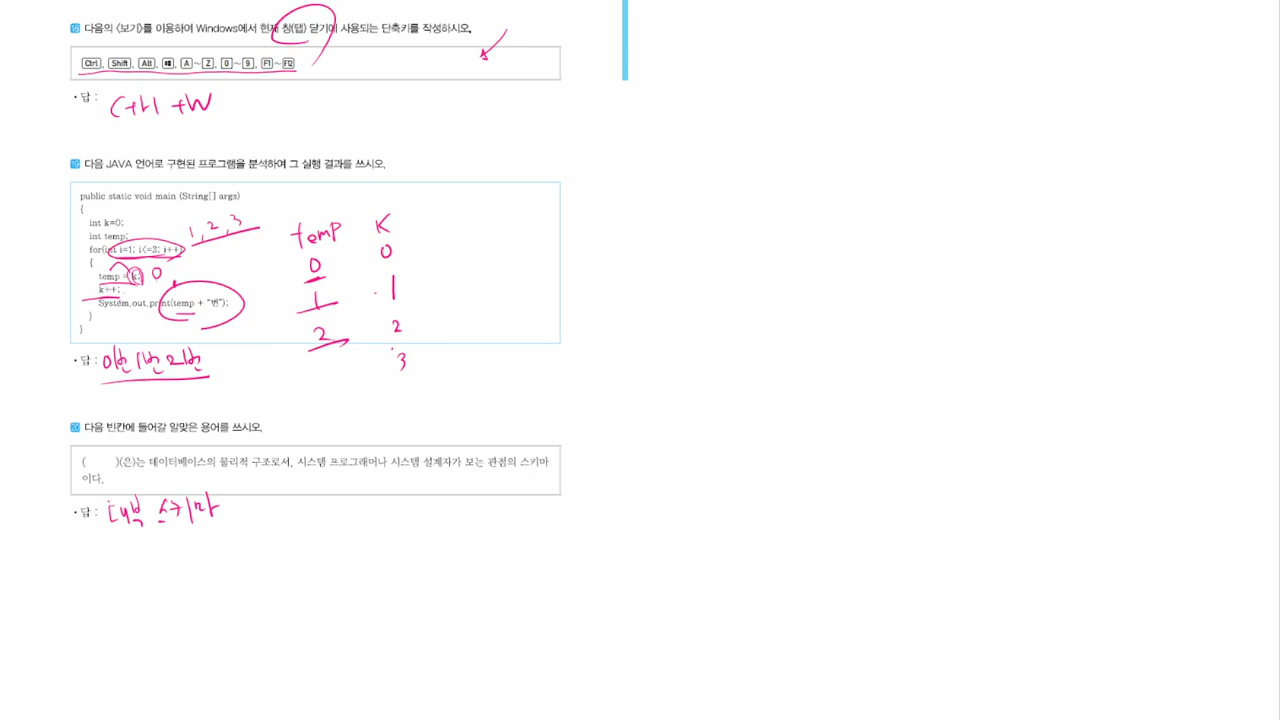 18 다음의 〈보기〉를 이용하여 Windows에서 현재 창(탭) 닫기에 사용되는 단축키를 작성하시오.
Ctrl, Shift, Alt, ⊞, A~Z, 0~9, F1~F12
• 답 : Ctrl + W
19 다음 JAVA 언어로 구현된 프로그램을 분석하여 그 실행 결과를 쓰시오.
public static void main (String[] args)
{
int k=0;
int temp;
for(int i=1; i<=3; i++)
1, 2, 3
{
temp = k; 0
k++;
System.out.print(temp + "번");
}
}
temp K
0 0
1 1
2 2
3
• 답 : 0번 1번 2번
20 다음 빈칸에 들어갈 알맞은 용어를 쓰시오.
( )(은)는 데이터베이스의 물리적 구조로서, 시스템 프로그래머나 시스템 설계자가 보는 관점의 스키마
이다.
• 답 : 내부 스키마